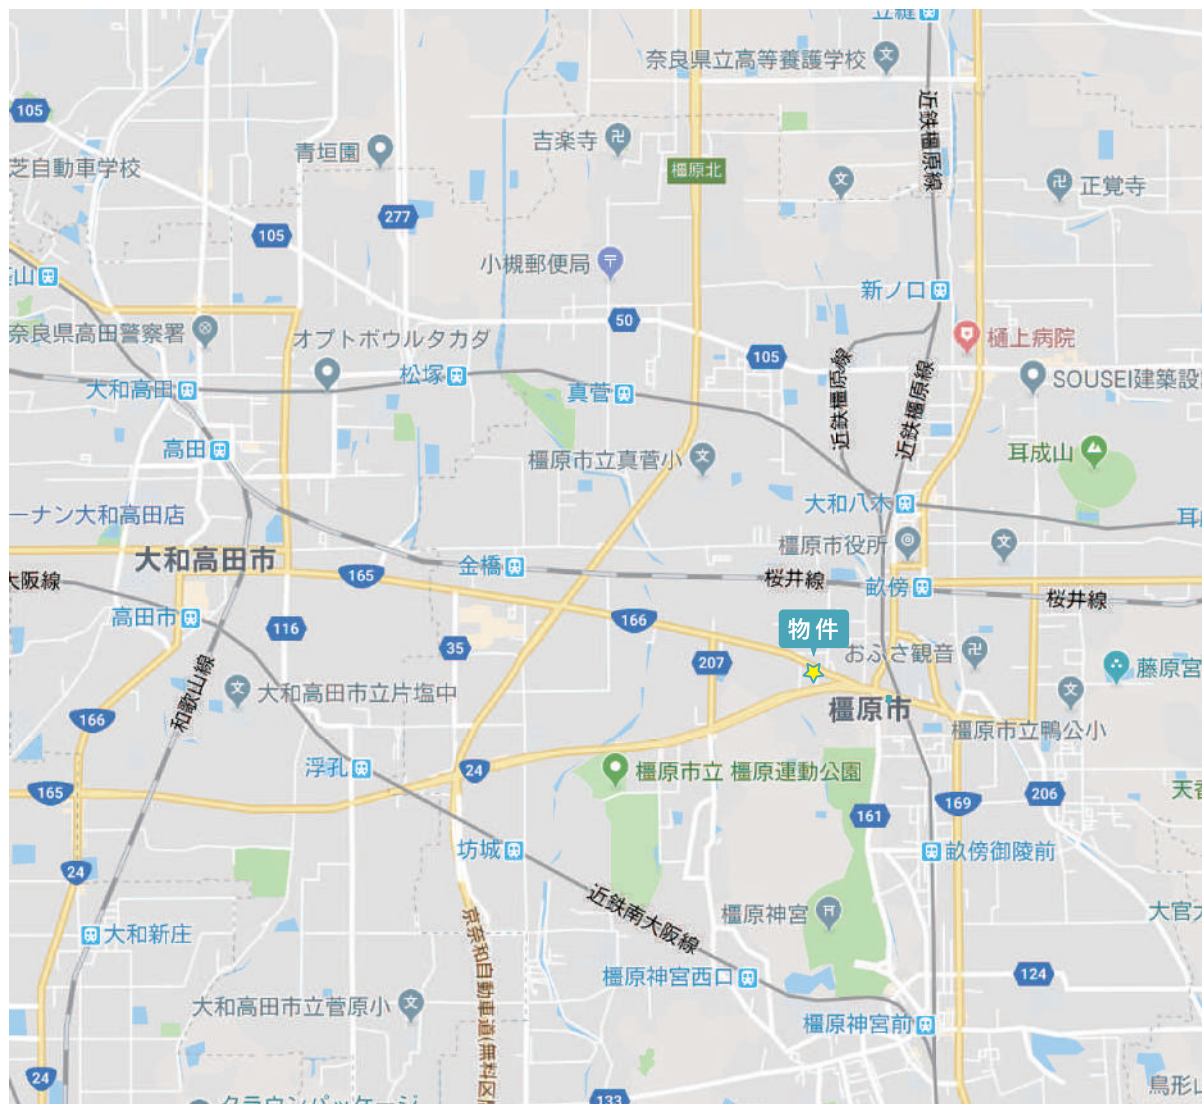 立縫
奈良県立高等養護学校
105
芝自動車学校
青垣園
吉楽寺
橿原北
近鉄橿原線
正覚寺
277
105
小槻郵便局
新ノ口
50
奈良県高田警察署
オプトボウルタカダ
樋上病院
105
大和高田
松塚
真菅
近鉄橿原線
近鉄橿原線
SOUSEI建築設
高田
橿原市立真菅小
耳成山
大和八木
ーナン大和高田店
大和高田市
橿原市役所
金橋
桜井線
畝傍
大阪線
165
桜井線
高田市
116
166
物件
35
207
おふさ観音
藤原宮
和歌山線
大和高田市立片塩中
166
橿原市
橿原市立鴨公小
浮孔
24
橿原市立 橿原運動公園
165
161
169
206
24
坊城
畝傍御陵前
近鉄南大阪線
橿原神宮
大和新庄
京奈和自動車道(無料区
橿原神宮西口
124
大和高田市立菅原小
橿原神宮前
24
133
クラウンパッケージ
鳥形山